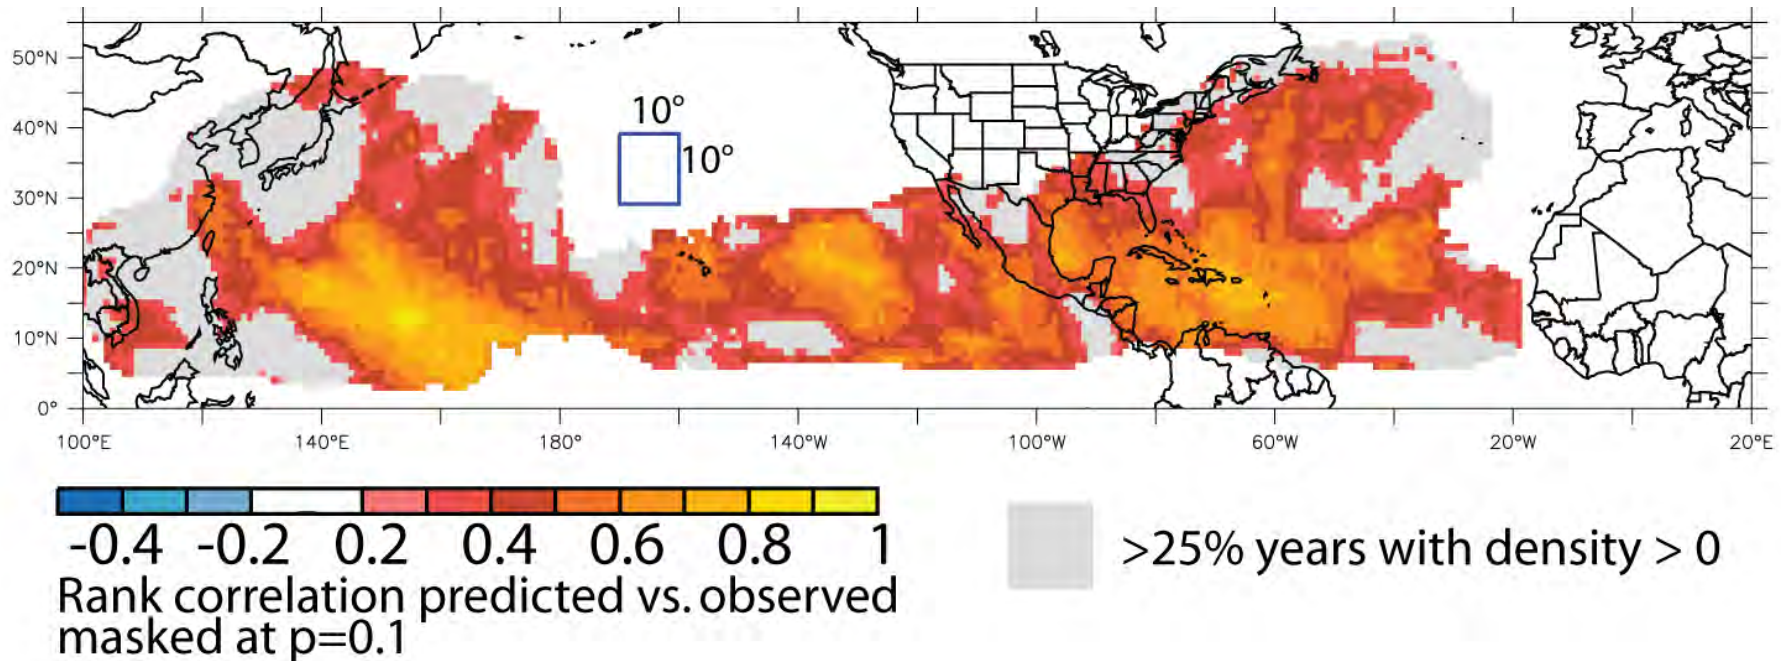 50°N
40°N
30°N
20°N
10°N
0°
10°
10°
100°E 140°E 180° 140°W 100°W 60°W 20°W 20°E
-0.4 -0.2 0.2 0.4 0.6 0.8 1
Rank correlation predicted vs. observed
masked at p=0.1
>25% years with density > 0